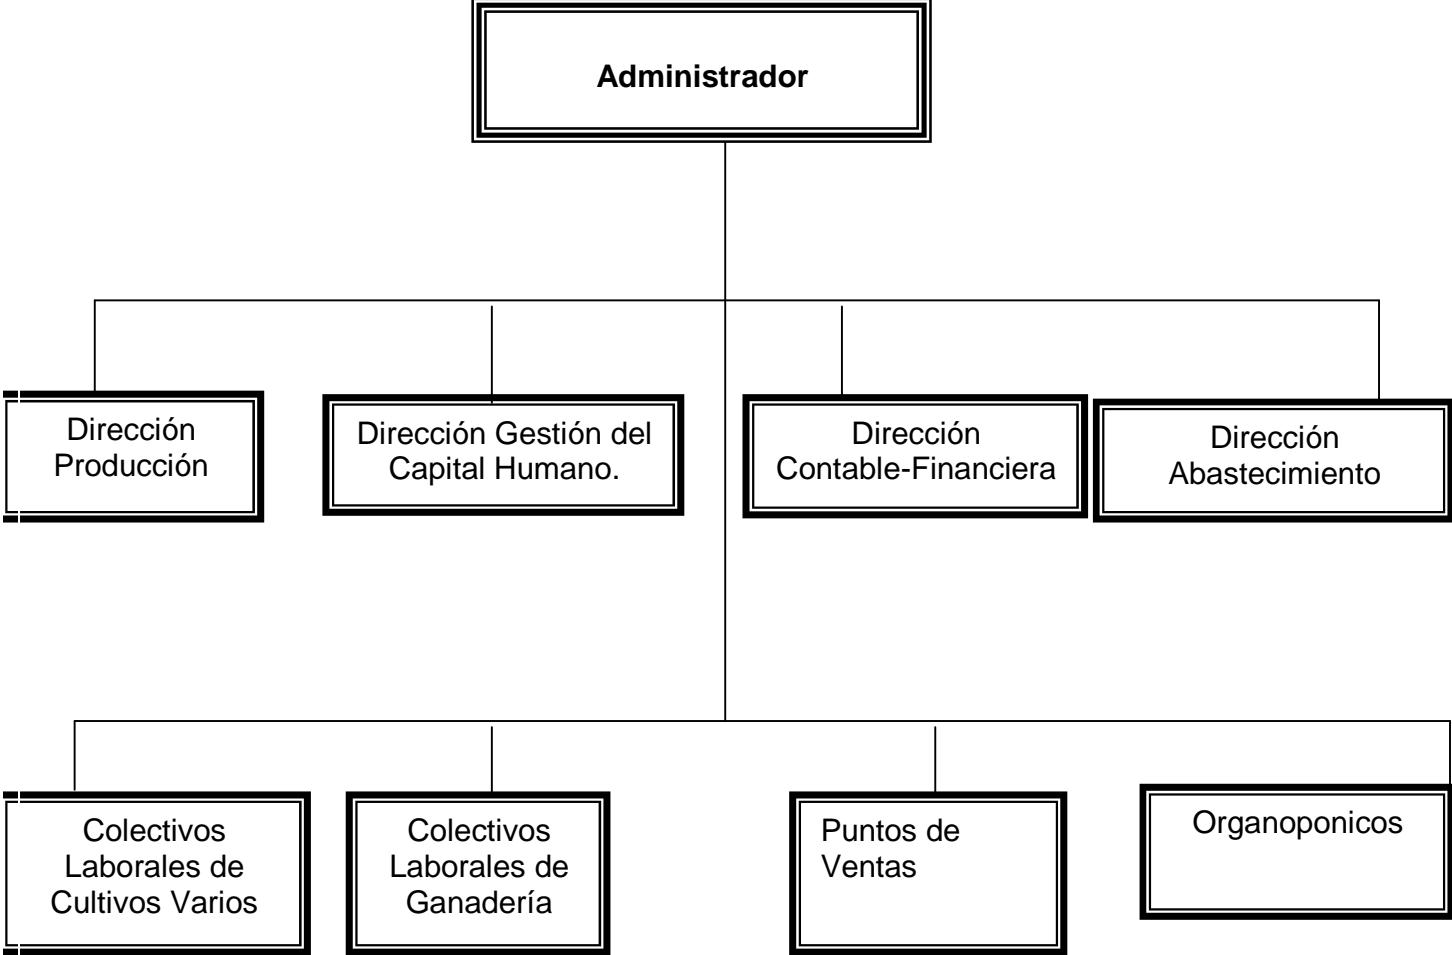 Administrador
Dirección
Producción
Dirección Gestión del
Capital Humano.
Dirección
Contable-Financiera
Dirección
Abastecimiento
Colectivos
Laborales de
Cultivos Varios
Colectivos
Laborales de
Ganadería
Puntos de
Ventas
Organoponicos